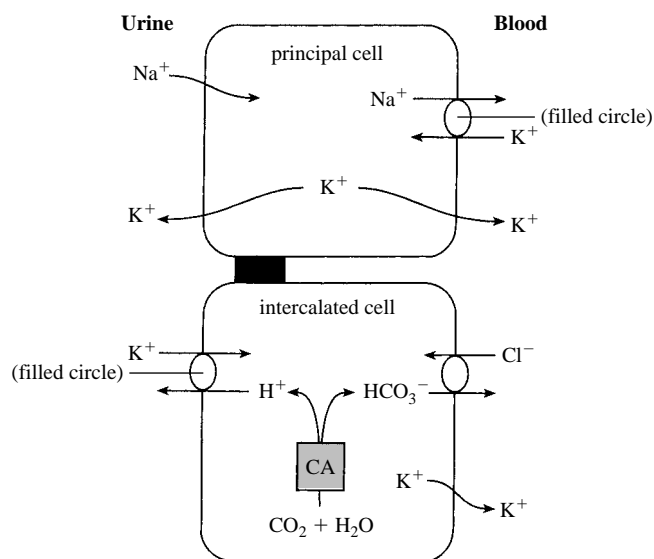 Urine Blood
principal cell
Na⁺
Na⁺
(filled circle)
K⁺
K⁺
K⁺
K⁺
intercalated cell
K⁺
Cl⁻
(filled circle)
H⁺
HCO₃⁻
CA
K⁺
K⁺
CO₂ + H₂O